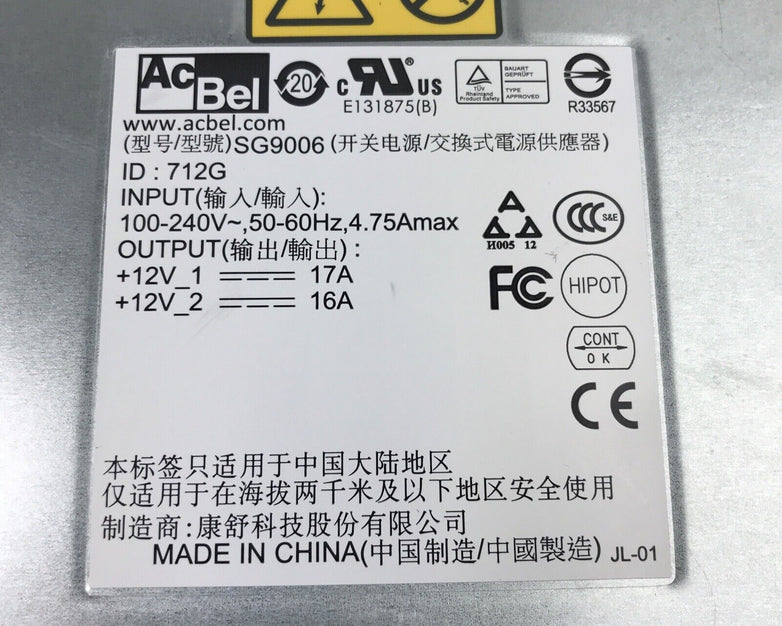 AcBel
20
c RU® US
E131875(B)
TÜV
Rheinland
Product Safety
BAUART
GEPRÜFT
TYPE
APPROVED
R33567
www.acbel.com
(型号/型號)SG9006 (开关电源/交換式電源供應器)
ID : 712G
INPUT(输入/輸入):
100-240V~,50-60Hz,4.75Amax
OUTPUT(输出/輸出) :
+12V_1 17A
+12V_2 16A
A
И005 12
CCC S&E
FC
HIPOT
CONT
OK
CE
本标签只适用于中国大陆地区
仅适用于在海拔两千米及以下地区安全使用
制造商:康舒科技股份有限公司
MADE IN CHINA(中国制造/中國製造) JL-01